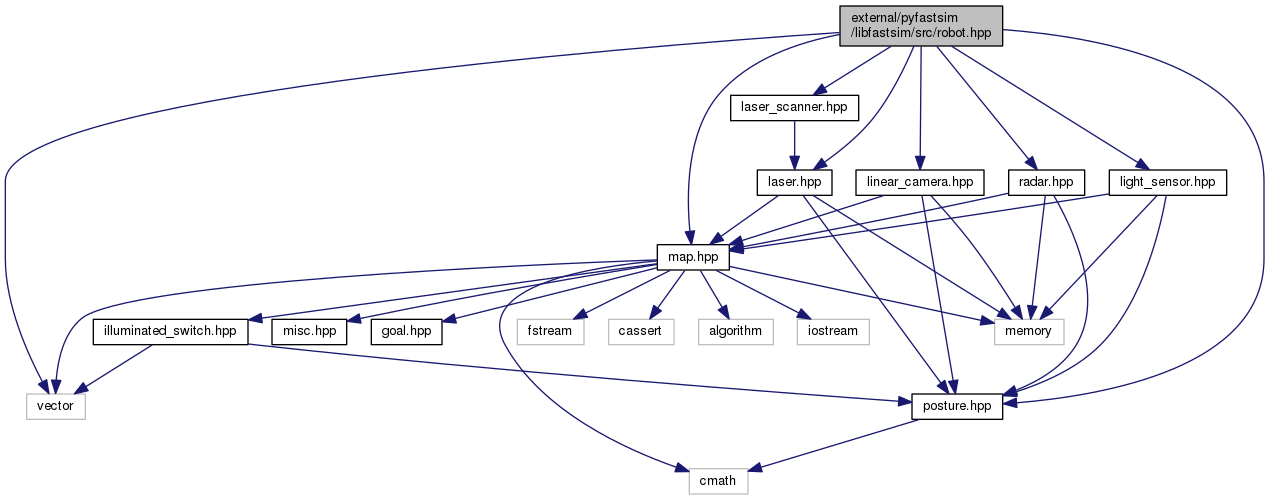 external/pyfastsim
/libfastsim/src/robot.hpp
laser_scanner.hpp
laser.hpp
linear_camera.hpp
radar.hpp
light_sensor.hpp
map.hpp
illuminated_switch.hpp
misc.hpp
goal.hpp
fstream
cassert
algorithm
iostream
memory
vector
posture.hpp
cmath